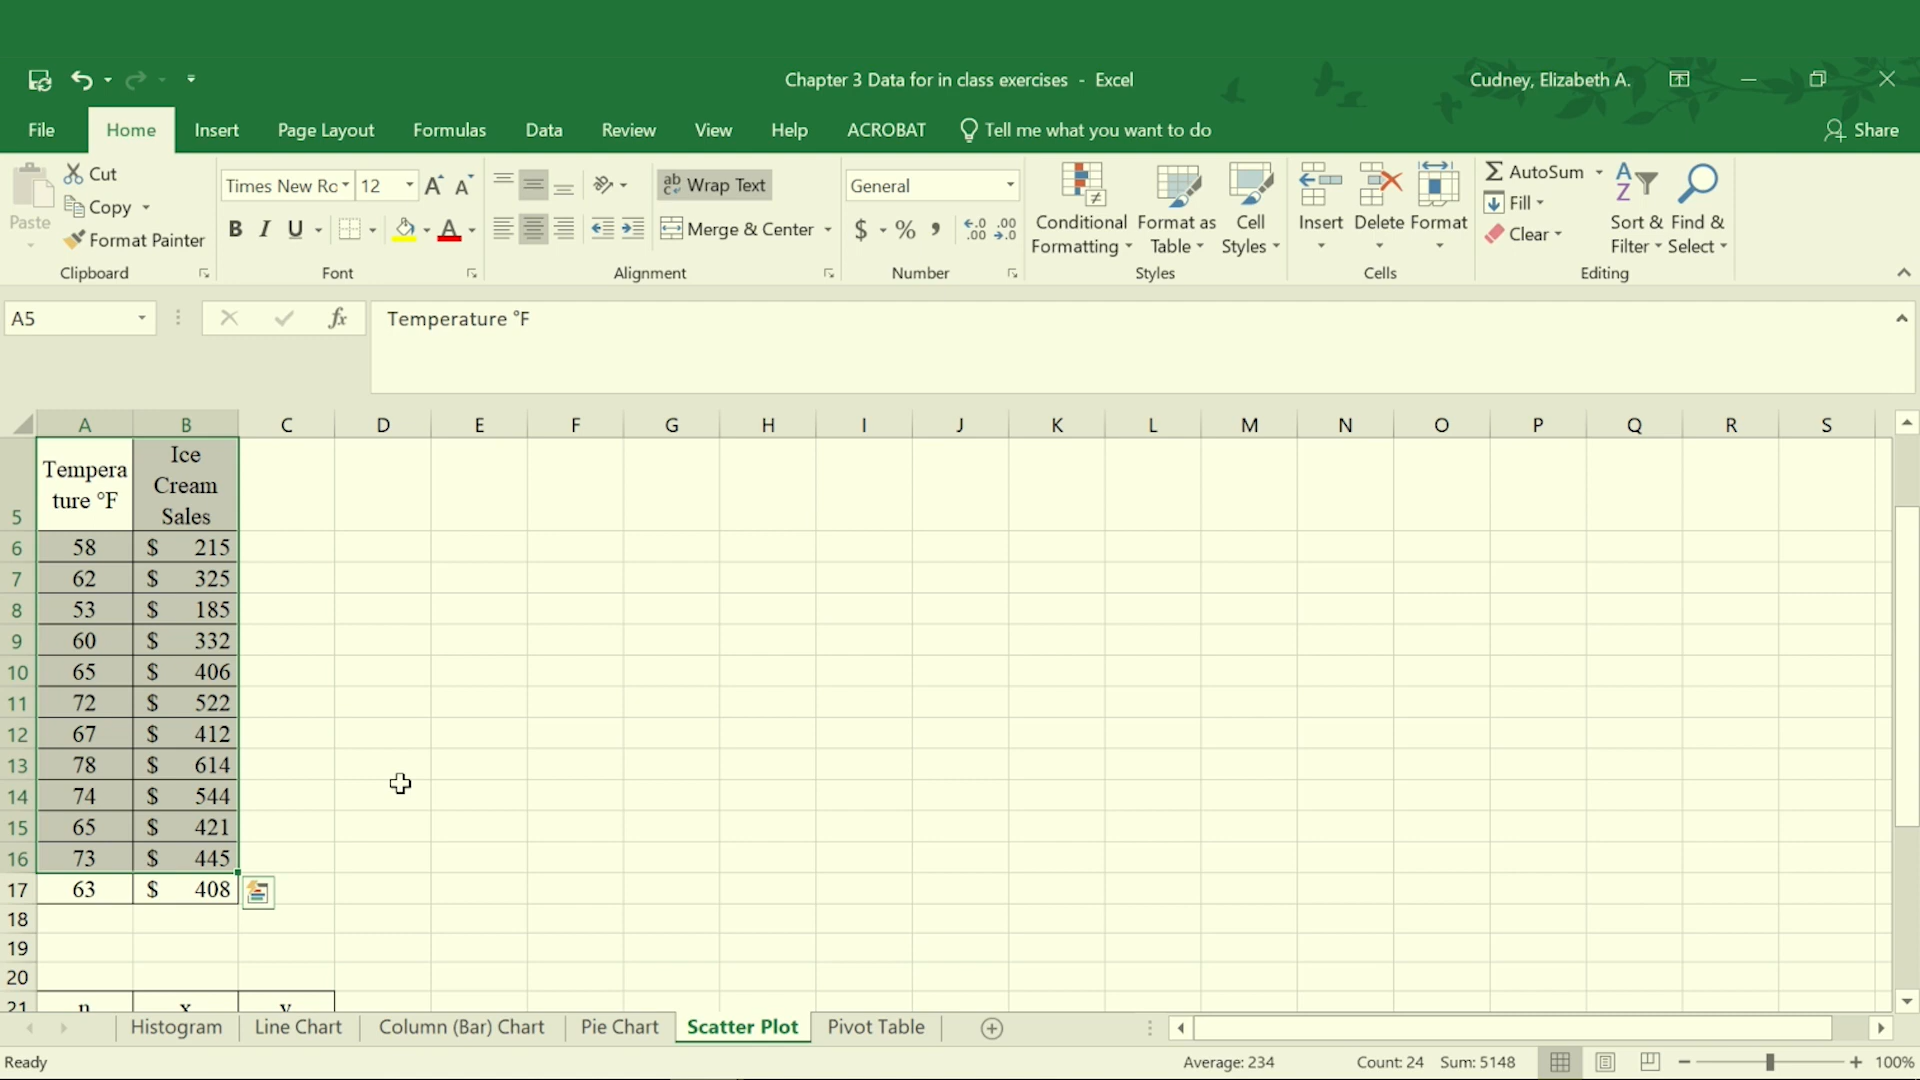 Chapter 3 Data for in class exercises - Excel
Cudney, Elizabeth A.
File Home Insert Page Layout Formulas Data Review View Help ACROBAT Tell me what you want to do Share
Paste
Cut
Copy
Format Painter
Clipboard
Times New Ro 12
B I U
Font
Wrap Text
Merge & Center
Alignment
General
$ % ,
Number
Conditional Formatting
Format as Table
Cell Styles
Styles
Insert Delete Format
Cells
AutoSum
Fill
Clear
Sort & Filter
Find & Select
Editing
A5 fx Temperature °F
A B C D E F G H I J K L M N O P Q R S
5 Tempera
ture °F Ice
Cream
Sales
6 58 $ 215
7 62 $ 325
8 53 $ 185
9 60 $ 332
10 65 $ 406
11 72 $ 522
12 67 $ 412
13 78 $ 614
14 74 $ 544
15 65 $ 421
16 73 $ 445
17 63 $ 408
18
19
20
21 n x y
Histogram Line Chart Column (Bar) Chart Pie Chart Scatter Plot Pivot Table
Ready Average: 234 Count: 24 Sum: 5148 100%